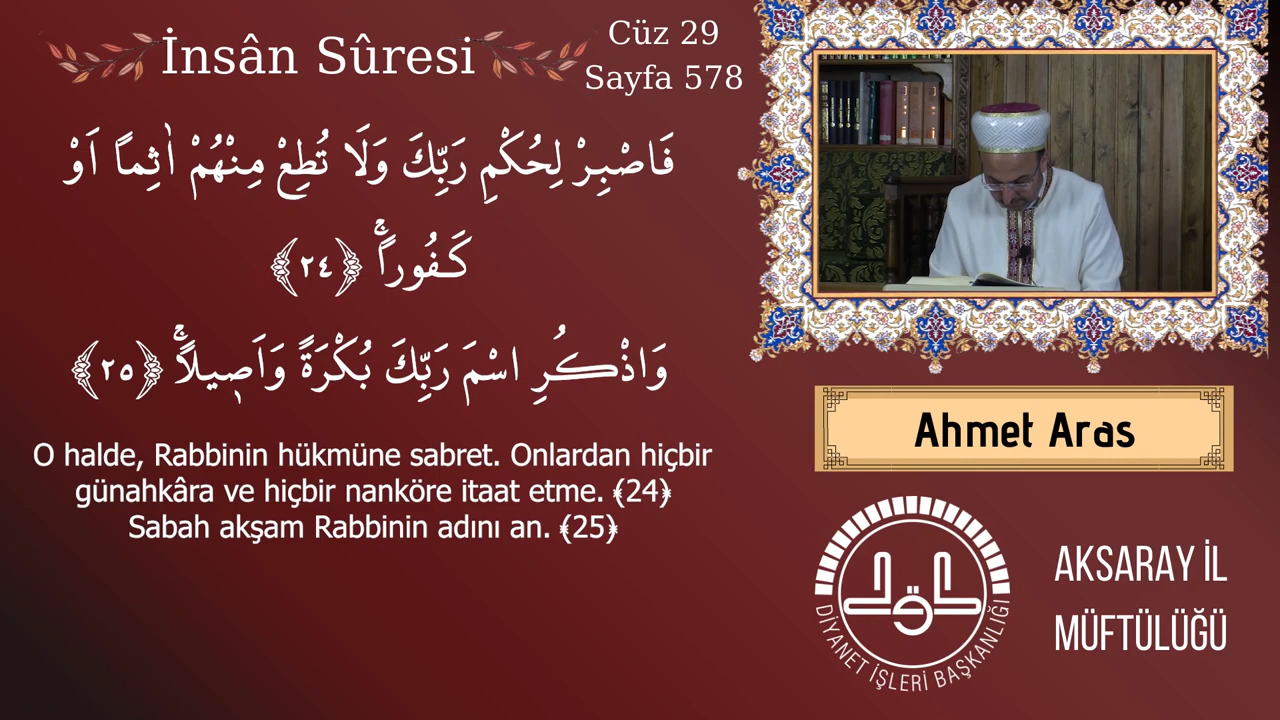 İnsân Sûresi
Cüz 29
Sayfa 578
فَاصْبِرْ لِحُكْمِ رَبِّكَ وَلَا تُطِعْ مِنْهُمْ اٰثِماً اَوْ
كَـفُوراًۚ ﴿٢٤﴾
وَاذْكُرِ اسْمَ رَبِّكَ بُكْرَةً وَاَص۪يلاًۚ ﴿٢٥﴾
O halde, Rabbinin hükmüne sabret. Onlardan hiçbir
günahkâra ve hiçbir nanköre itaat etme. ﴾24﴿
Sabah akşam Rabbinin adını an. ﴾25﴿
Ahmet Aras
DİYANET İŞLERİ BAŞKANLIĞI
AKSARAY İL
MÜFTÜLÜĞÜ